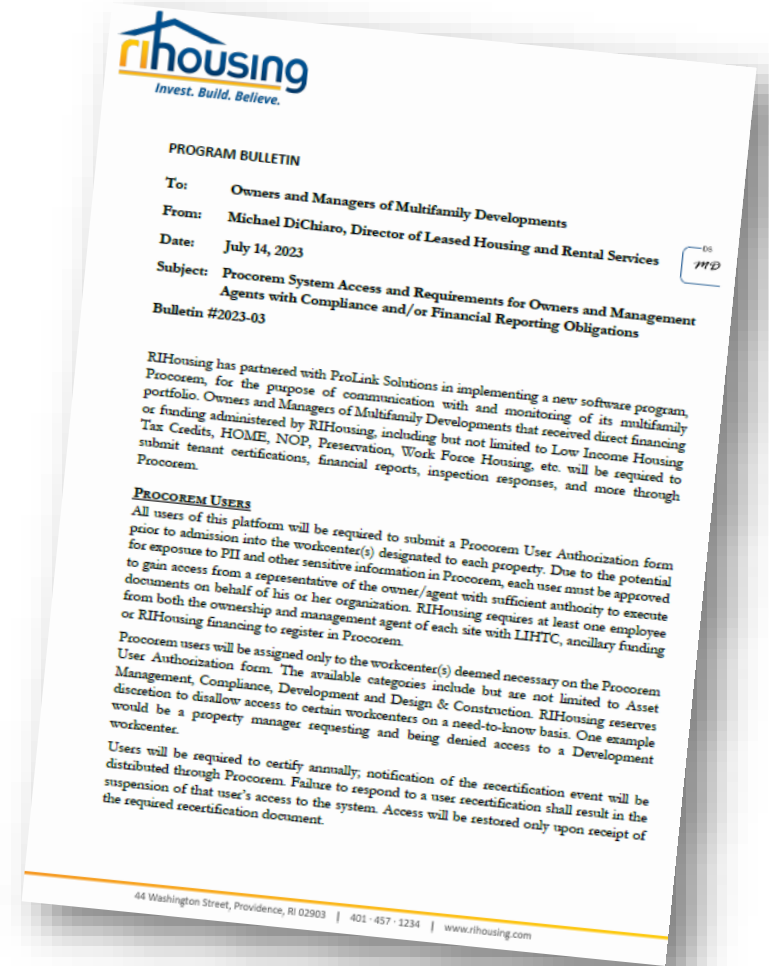 rihousing
Invest. Build. Believe.
PROGRAM BULLETIN
To: Owners and Managers of Multifamily Developments
From: Michael DiChiaro, Director of Leased Housing and Rental Services
DS
MD
Date: July 14, 2023
Subject: Procorem System Access and Requirements for Owners and Management
Agents with Compliance and/or Financial Reporting Obligations
Bulletin #2023-03
RIHousing has partnered with ProLink Solutions in implementing a new software program,
Procorem, for the purpose of communication with and monitoring of its multifamily
portfolio. Owners and Managers of Multifamily Developments that received direct financing
or funding administered by RIHousing, including but not limited to Low Income Housing
Tax Credits, HOME, NOP, Preservation, Work Force Housing, etc. will be required to
submit tenant certifications, financial reports, inspection responses, and more through
Procorem.
PROCOREM USERS
All users of this platform will be required to submit a Procorem User Authorization form
prior to admission into the workcenter(s) designated to each property. Due to the potential
for exposure to PII and other sensitive information in Procorem, each user must be approved
to gain access from a representative of the owner/agent with sufficient authority to execute
documents on behalf of his or her organization. RIHousing requires at least one employee
from both the ownership and management agent of each site with LIHTC, ancillary funding
or RIHousing financing to register in Procorem.
Procorem users will be assigned only to the workcenter(s) deemed necessary on the Procorem
User Authorization form. The available categories include but are not limited to Asset
Management, Compliance, Development and Design & Construction. RIHousing reserves
discretion to disallow access to certain workcenters on a need-to-know basis. One example
would be a property manager requesting and being denied access to a Development
workcenter.
Users will be required to certify annually; notification of the recertification event will be
distributed through Procorem. Failure to respond to a user recertification shall result in the
suspension of that user's access to the system. Access will be restored only upon receipt of
the required recertification document.
44 Washington Street, Providence, RI 02903 | 401 · 457 · 1234 | www.rihousing.com